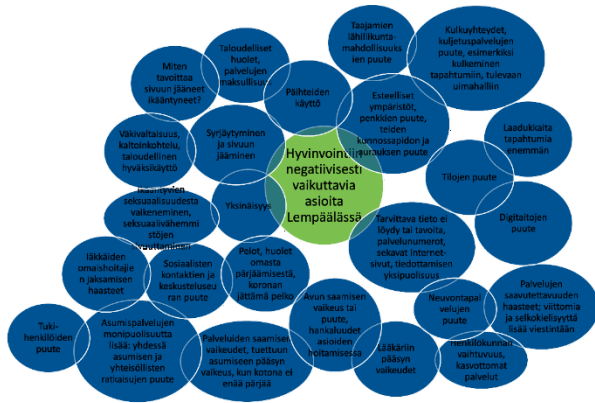 Taajamien
lähiliikunta-
mahdollisuuks
ien puute
Kulkuyhteydet,
kuljetuspalvelujen
puute, esimerkiksi
kulkeminen
tapahtumiin, tulevaan
uimahalliin
Taloudelliset
huolet,
palvelujen
maksullisuus
Miten
tavoittaa
sivuun jääneet
ikääntyneet?
Päihteiden
käyttö
Esteelliset
ympäristöt,
penkkien puute,
teiden
kunnossapidon ja
aurauksen puute
Laadukkaita
tapahtumia
enemmän
Väkivaltaisuus,
kaltoinkohtelu,
taloudellinen
hyväksikäyttö
Syrjäytyminen
ja sivuun
jääminen
Hyvinvointiin
negatiivisesti
vaikuttavia
asioita
Lempäälässä
Tilojen puute
Ikääntyvien
seksuaalisuudesta
vaikeneminen,
seksuaalivähemmi
stöjen
sivuuttaminen
Yksinäisyys
Tarvittava tieto ei
löydy tai tavoita,
palvelunumerot,
sekavat internet-
sivut, tiedottamisen
yksipuolisuus
Digitaitojen
puute
Iäkkäiden
omaishoitajie
n jaksamisen
haasteet
Sosiaalisten
kontaktien ja
keskusteluseu
ran puute
Pelot, huolet
omasta
pärjäämisestä,
koronan
jättämä pelko
Avun saamisen
vaikeus tai
puute,
hankaluudet
asioiden
hoitamisessa
Neuvontapal
velujen
puute
Palvelujen
saavutettavuuden
haasteet; viittomia
ja selkokielisyyttä
lisää viestintään
Tuki-
henkilöiden
puute
Asumispalvelujen
monipuolisuutta
lisää: yhdessä
asumisen ja
yhteisöllisten
ratkaisujen puute
Palveluiden saamisen
vaikeudet, tuettuun
asumiseen pääsyn
vaikeus, kun kotona ei
enää pärjää
Lääkäriin
pääsyn
vaikeudet
Henkilökunnan
vaihtuvuus,
kasvottomat
palvelut